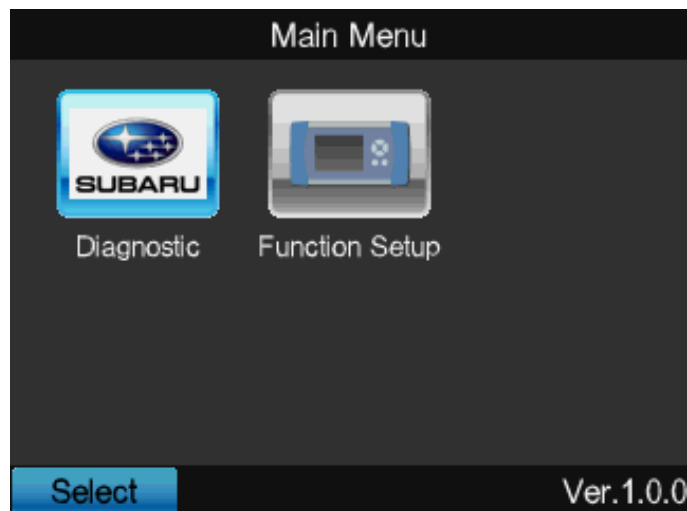 Main Menu
SUBARU
Diagnostic
Function Setup
Select
Ver.1.0.0